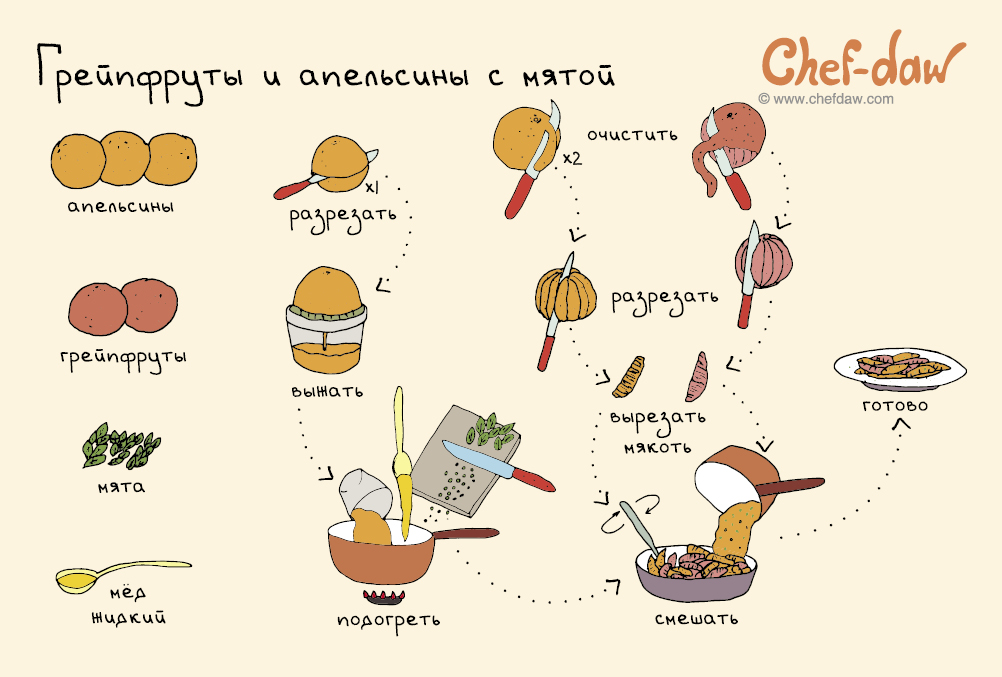 Грейпфруты и апельсины с мятой
Chef-daw
© www.chefdaw.com
апельсины
x1
разрезать
x2
очистить
грейпфруты
выжать
разрезать
вырезать
мякоть
готово
мята
мёд
жидкий
подогреть
смешать